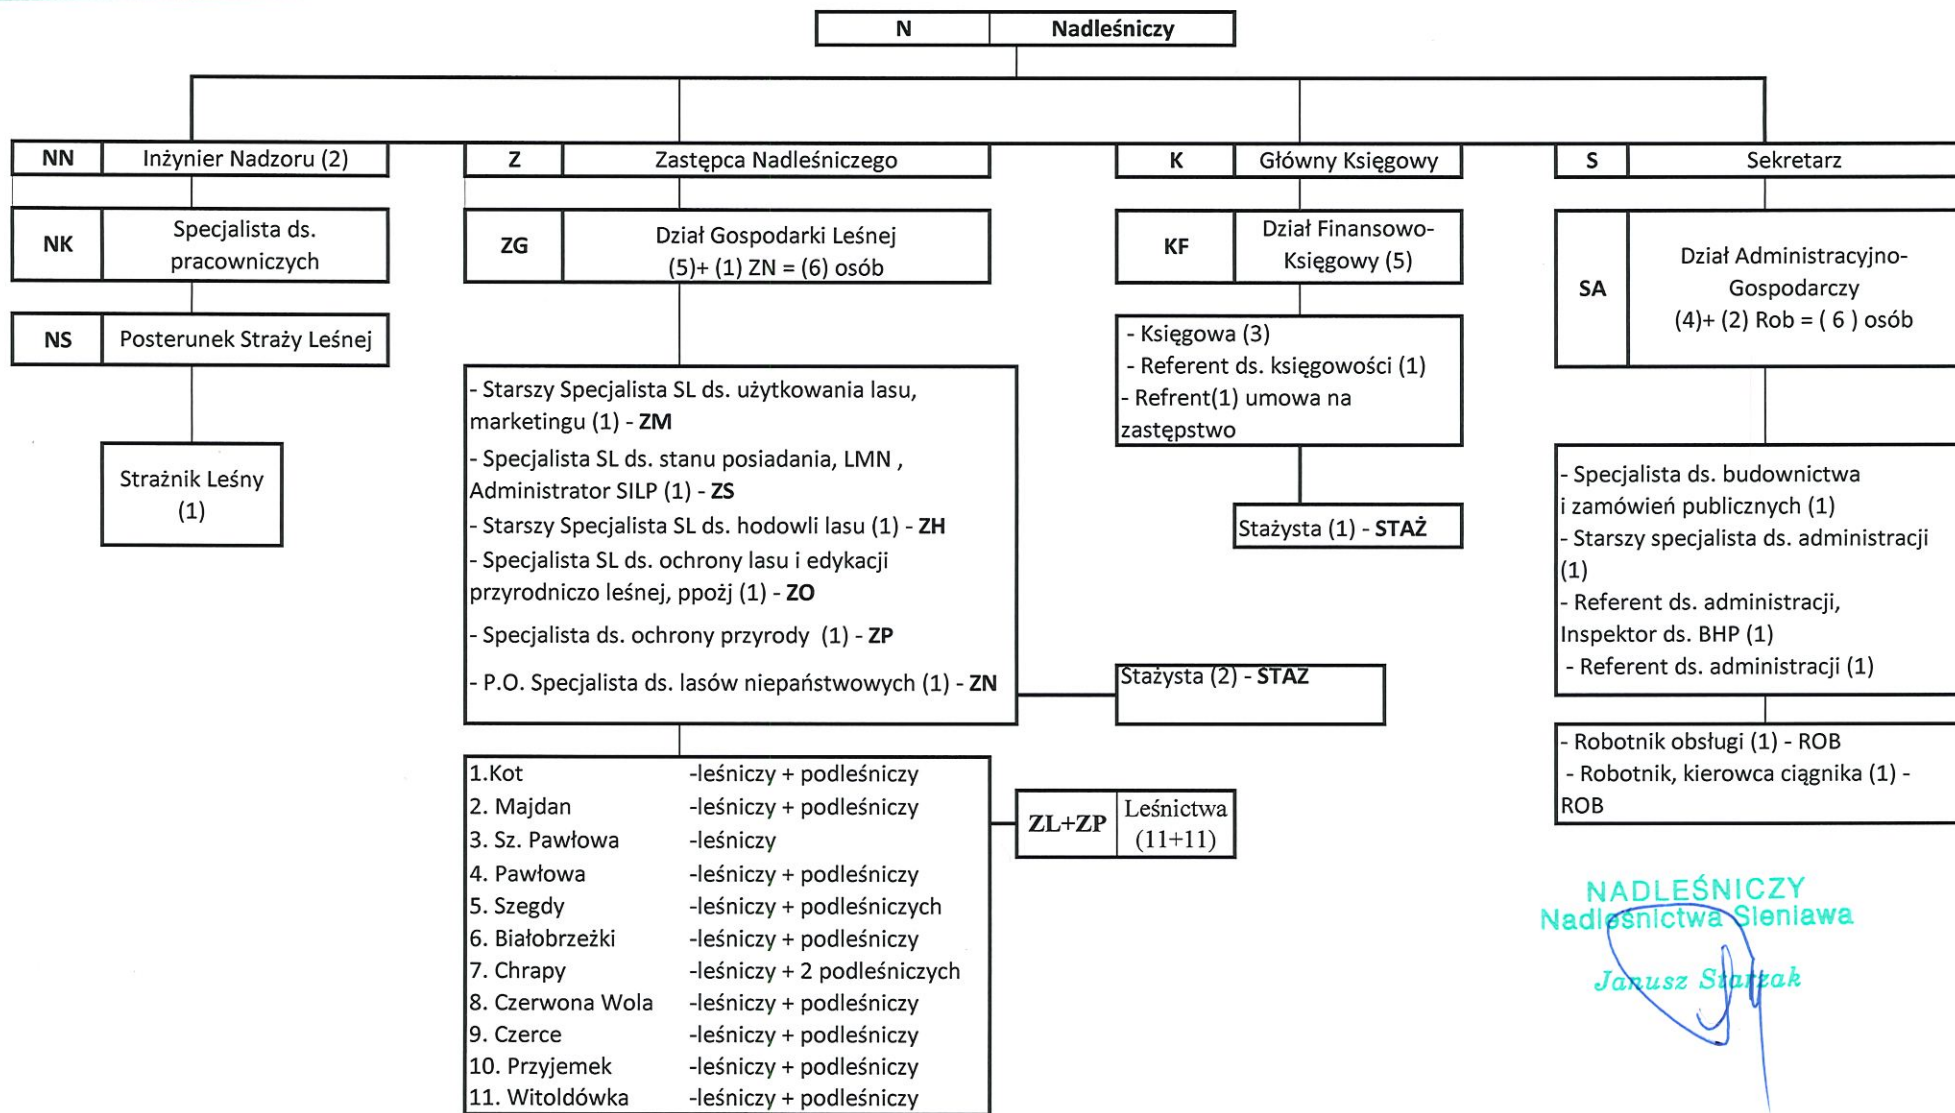 N Nadleśniczy
NN Inżynier Nadzoru (2)
Z Zastępca Nadleśniczego
K Główny Księgowy
S Sekretarz
NK Specjalista ds.
pracowniczych
ZG Dział Gospodarki Leśnej
(5)+ (1) ZN = (6) osób
KF Dział Finansowo-
Księgowy (5)
SA Dział Administracyjno-
Gospodarczy
(4)+ (2) Rob = ( 6 ) osób
NS Posterunek Straży Leśnej
Strażnik Leśny
(1)
- Starszy Specjalista SL ds. użytkowania lasu,
marketingu (1) - ZM
- Specjalista SL ds. stanu posiadania, LMN ,
Administrator SILP (1) - ZS
- Starszy Specjalista SL ds. hodowli lasu (1) - ZH
- Specjalista SL ds. ochrony lasu i edykacji
przyrodniczo leśnej, ppożj (1) - ZO
- Specjalista ds. ochrony przyrody (1) - ZP
- P.O. Specjalista ds. lasów niepaństwowych (1) - ZN
- Księgowa (3)
- Referent ds. księgowości (1)
- Refrent(1) umowa na
zastępstwo
Stażysta (1) - STAŻ
Stażysta (2) - STAZ
- Specjalista ds. budownictwa
i zamówień publicznych (1)
- Starszy specjalista ds. administracji
(1)
- Referent ds. administracji,
Inspektor ds. BHP (1)
- Referent ds. administracji (1)
- Robotnik obsługi (1) - ROB
- Robotnik, kierowca ciągnika (1) -
ROB
1.Kot -leśniczy + podleśniczy
2. Majdan -leśniczy + podleśniczy
3. Sz. Pawłowa -leśniczy
4. Pawłowa -leśniczy + podleśniczy
5. Szegdy -leśniczy + podleśniczych
6. Białobrzeżki -leśniczy + podleśniczy
7. Chrapy -leśniczy + 2 podleśniczych
8. Czerwona Wola -leśniczy + podleśniczy
9. Czerce -leśniczy + podleśniczy
10. Przyjemek -leśniczy + podleśniczy
11. Witoldówka -leśniczy + podleśniczy
ZL+ZP Leśnictwa
(11+11)
NADLEŚNICZY
Nadleśnictwa Sieniawa
Janusz Starzak